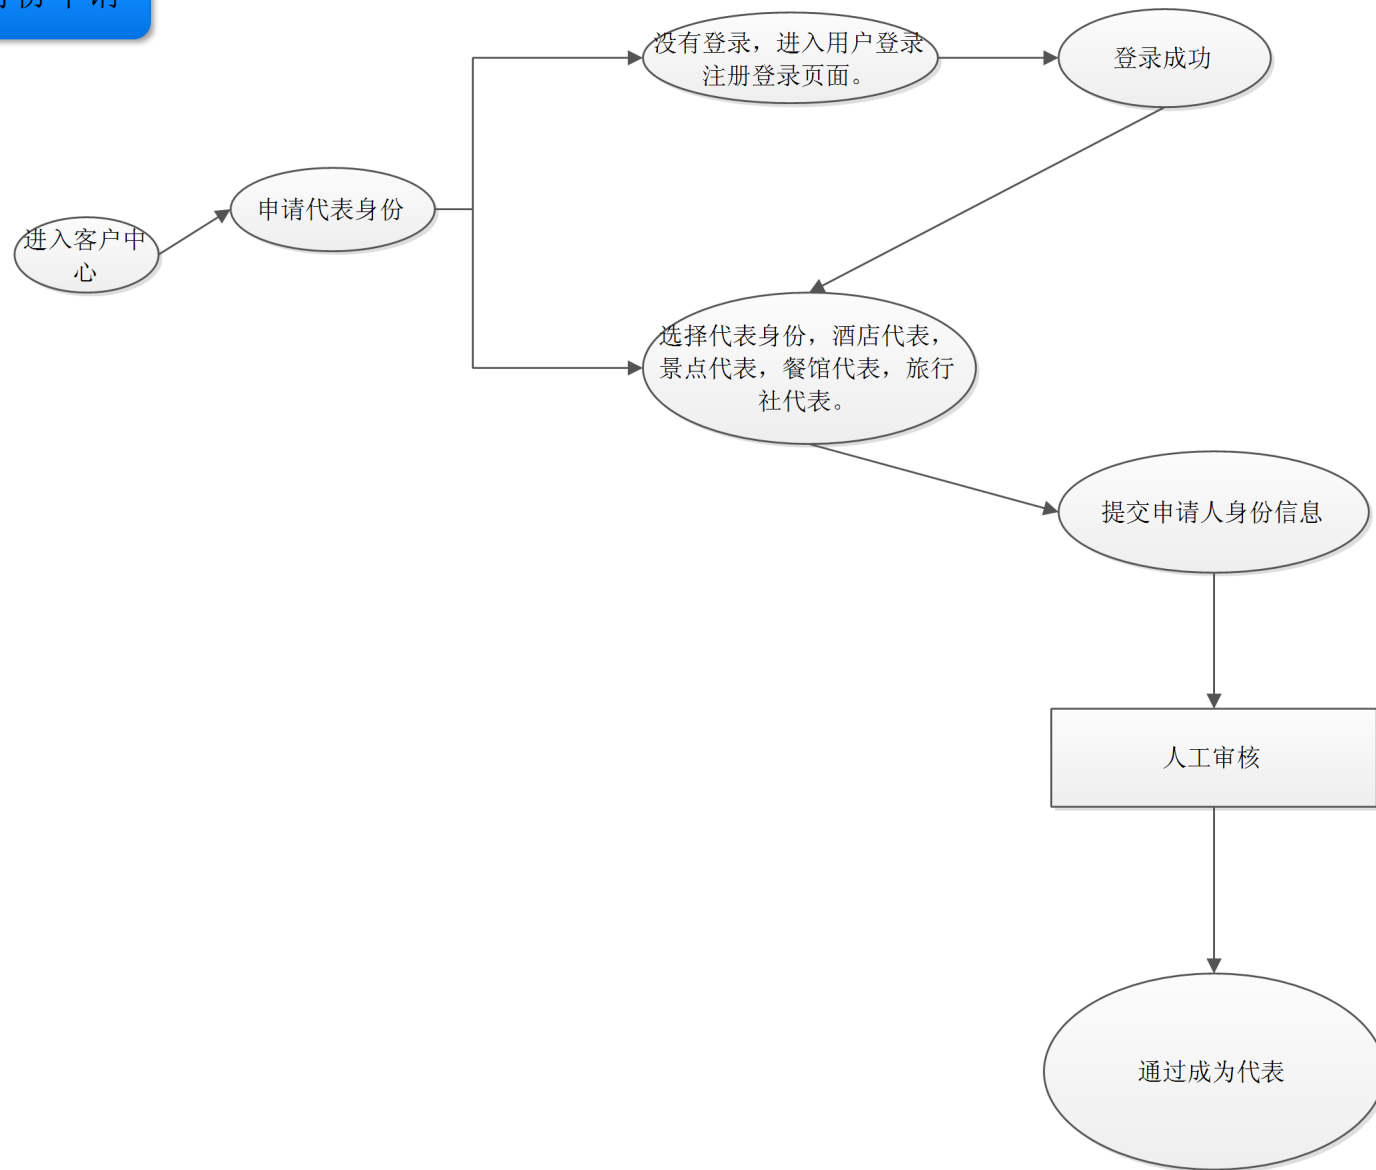 份申请
没有登录，进入用户登录
注册登录页面。
登录成功
申请代表身份
进入客户中
心
选择代表身份，酒店代表，
景点代表，餐馆代表，旅行
社代表。
提交申请人身份信息
人工审核
通过成为代表